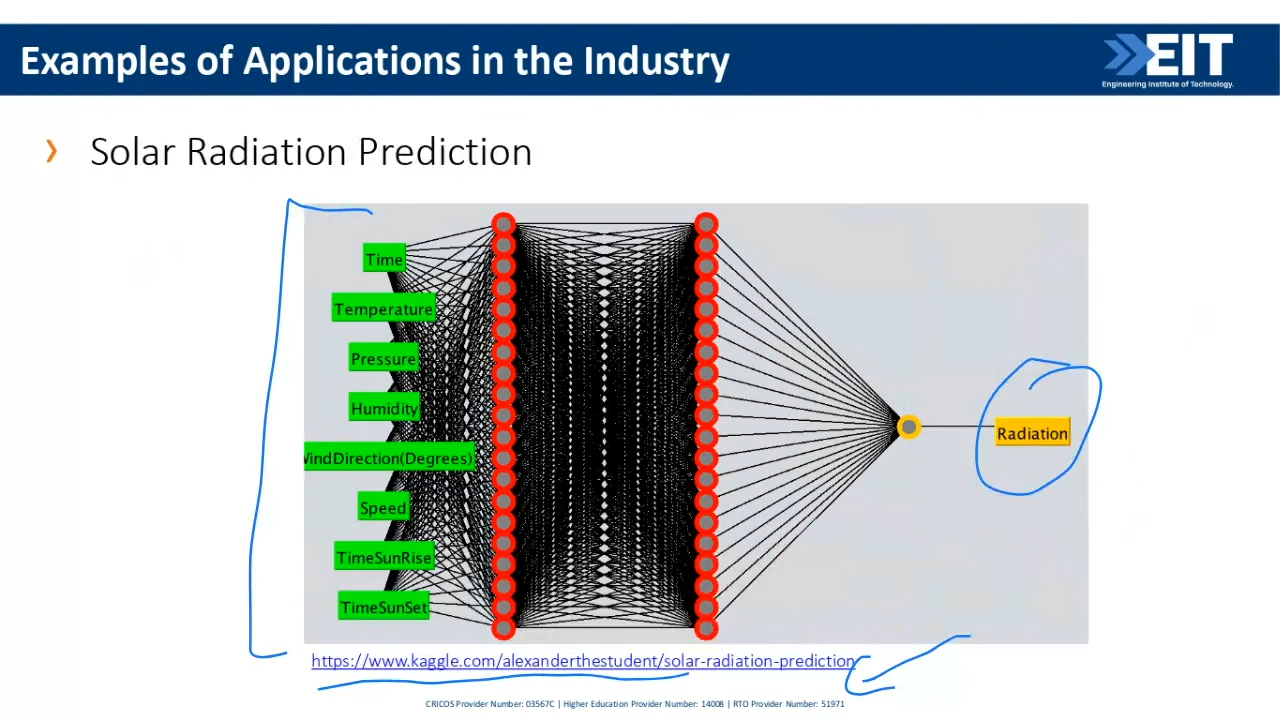 Examples of Applications in the Industry
EIT
Engineering Institute of Technology.
› Solar Radiation Prediction
Time
Temperature
Pressure
Humidity
WindDirection(Degrees)
Speed
TimeSunRise
TimeSunSet
Radiation
https://www.kaggle.com/alexanderthestudent/solar-radiation-prediction
CRICOS Provider Number: 03567C | Higher Education Provider Number: 14008 | RTO Provider Number: 51971